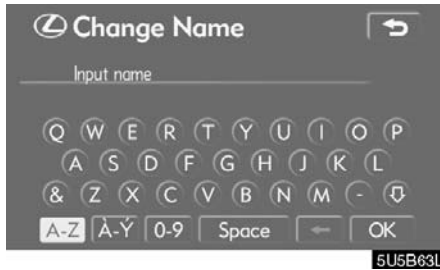 Change Name
Input name
Q W E R T Y U I O P
A S D F G H J K L
& Z X C V B N M -
A-Z À-Ý 0-9 Space ← OK
5U5B63L